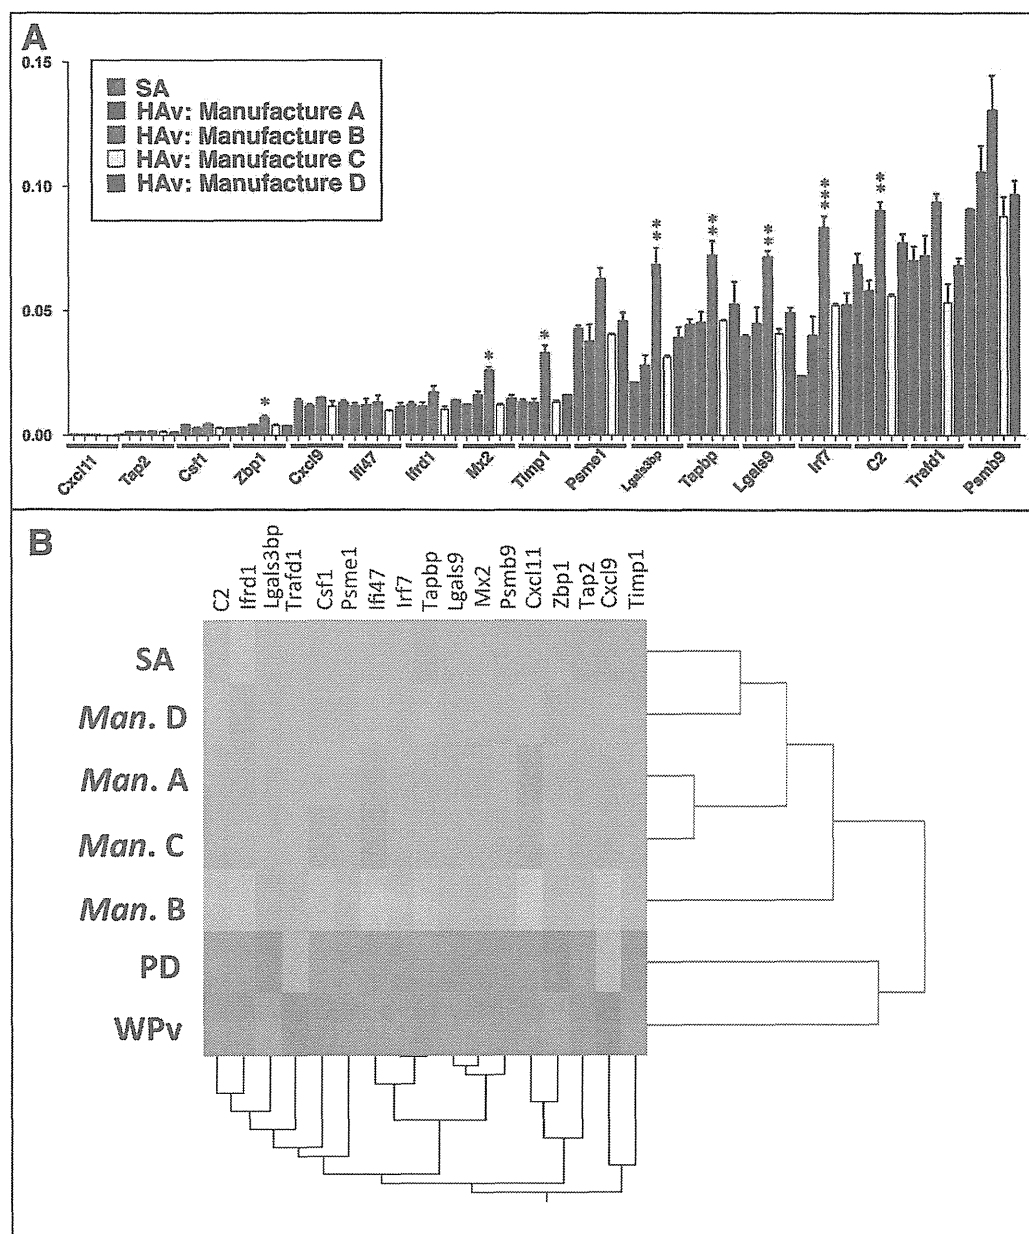 A
0.15
0.10
0.05
0.00
SA
HAv: Manufacture A
HAv: Manufacture B
HAv: Manufacture C
HAv: Manufacture D
* * * ** ** ** *** **
Cxcl11 Tap2 Csf1 Zbp1 Cxcl9 Ifi47 Ifrd1 Mx2 Timp1 Psme1 Lgals3bp Tapbp Lgals9 Irf7 C2 Trafd1 Psmb9
B
C2 Ifrd1 Lgals3bp Trafd1 Csf1 Psme1 Ifi47 Irf7 Tapbp Lgals9 Mx2 Psmb9 Cxcl11 Zbp1 Tap2 Cxcl9 Timp1
SA
Man. D
Man. A
Man. C
Man. B
PD
WPv